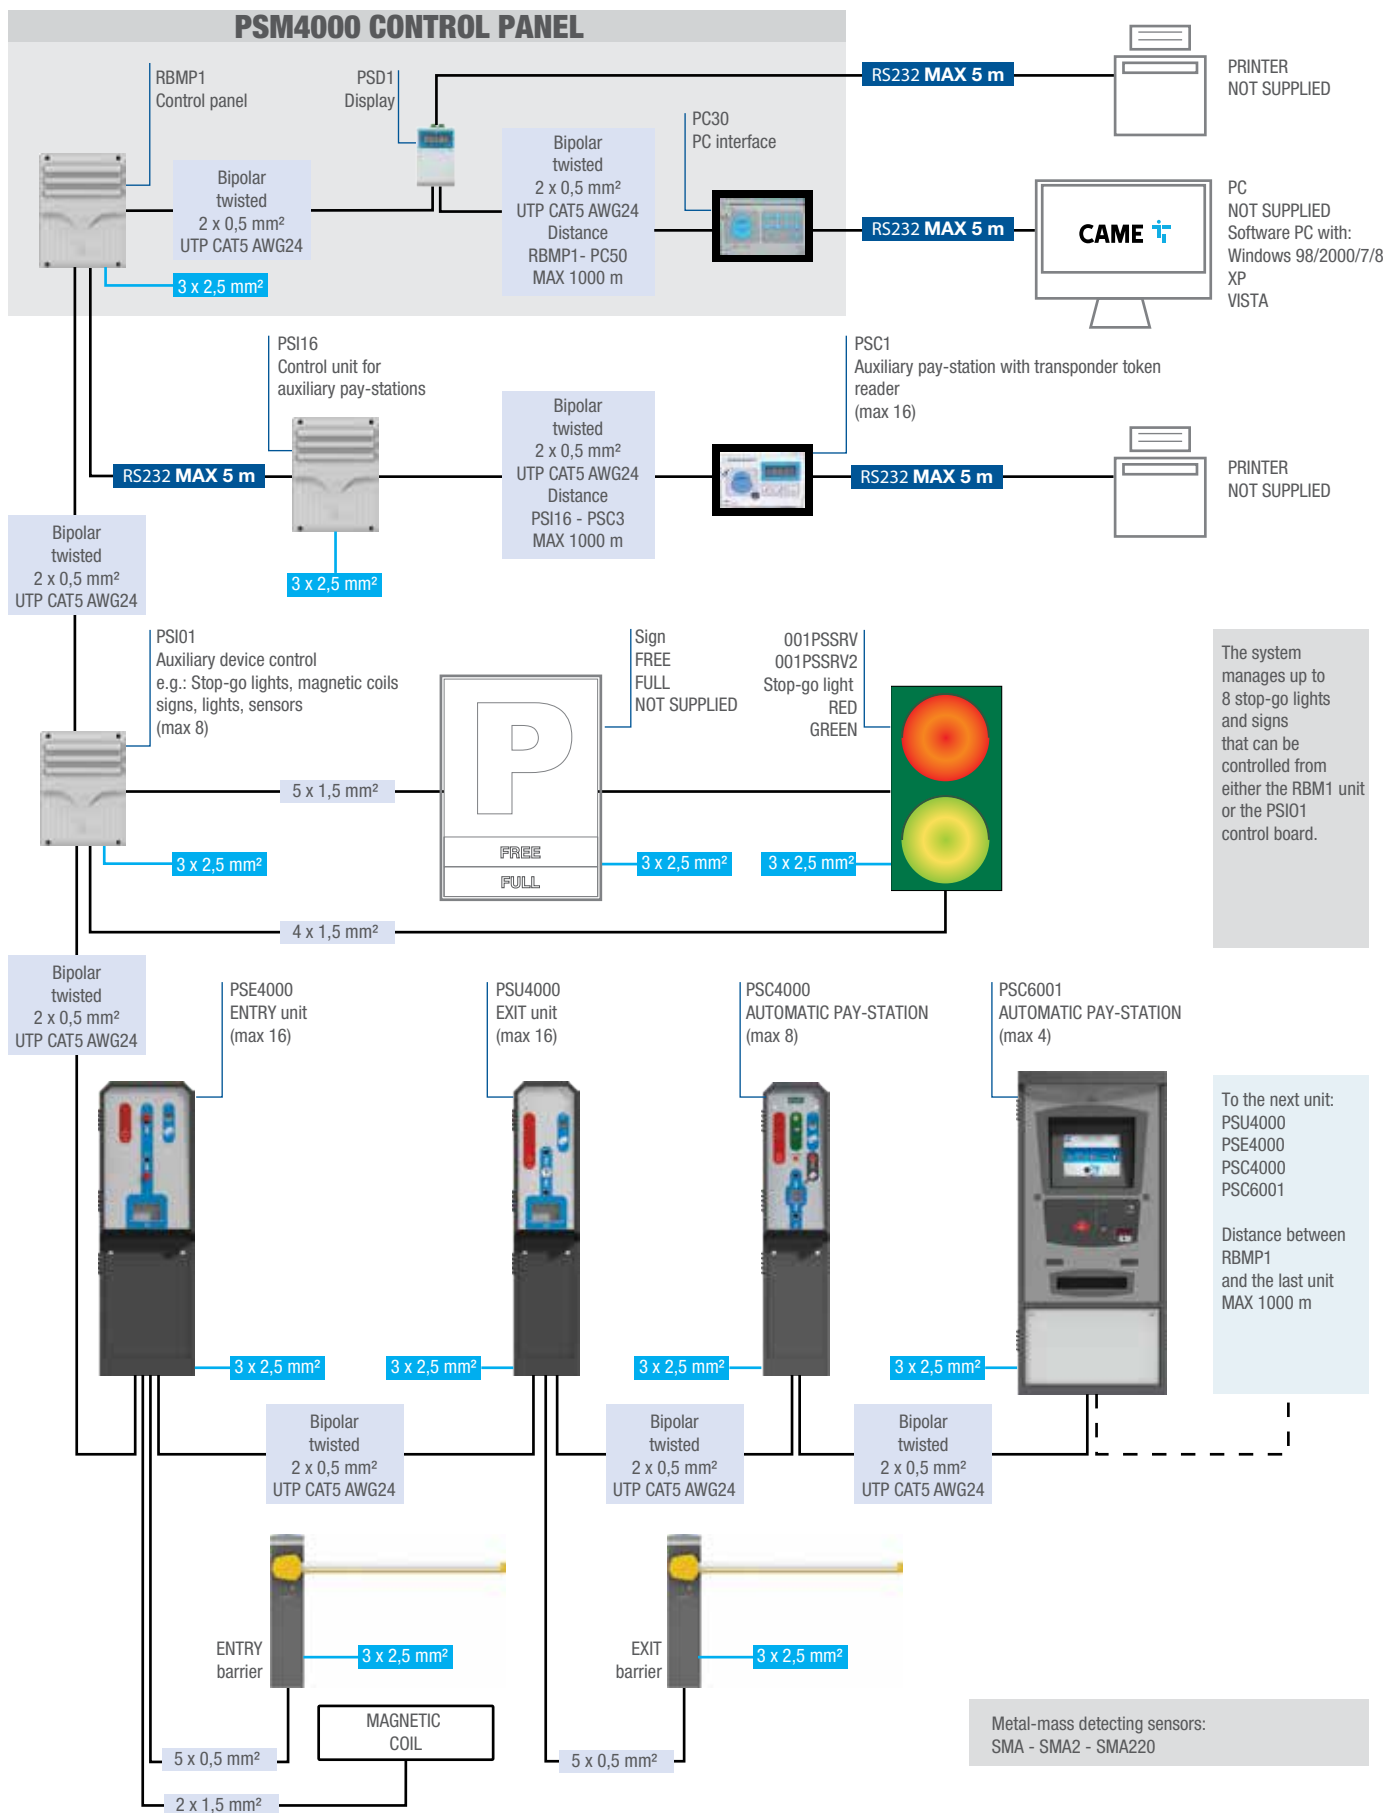 PSM4000 CONTROL PANEL
RBMP1
Control panel
PSD1
Display
RS232 MAX 5 m
PRINTER
NOT SUPPLIED
PC30
PC interface
Bipolar
twisted
2 x 0,5 mm²
UTP CAT5 AWG24
Bipolar
twisted
2 x 0,5 mm²
UTP CAT5 AWG24
Distance
RBMP1- PC50
MAX 1000 m
RS232 MAX 5 m
CAME
PC
NOT SUPPLIED
Software PC with:
Windows 98/2000/7/8
XP
VISTA
3 x 2,5 mm²
PSI16
Control unit for
auxiliary pay-stations
PSC1
Auxiliary pay-station with transponder token
reader
(max 16)
RS232 MAX 5 m
Bipolar
twisted
2 x 0,5 mm²
UTP CAT5 AWG24
Distance
PSI16 - PSC3
MAX 1000 m
RS232 MAX 5 m
PRINTER
NOT SUPPLIED
3 x 2,5 mm²
Bipolar
twisted
2 x 0,5 mm²
UTP CAT5 AWG24
PSI01
Auxiliary device control
e.g.: Stop-go lights, magnetic coils
signs, lights, sensors
(max 8)
Sign
FREE
FULL
NOT SUPPLIED
001PSSRV
001PSSRV2
Stop-go light
RED
GREEN
The system
manages up to
8 stop-go lights
and signs
that can be
controlled from
either the RBM1 unit
or the PSIO1
control board.
P
FREE
FULL
5 x 1,5 mm²
3 x 2,5 mm²
3 x 2,5 mm²
3 x 2,5 mm²
4 x 1,5 mm²
Bipolar
twisted
2 x 0,5 mm²
UTP CAT5 AWG24
PSE4000
ENTRY unit
(max 16)
PSU4000
EXIT unit
(max 16)
PSC4000
AUTOMATIC PAY-STATION
(max 8)
PSC6001
AUTOMATIC PAY-STATION
(max 4)
To the next unit:
PSU4000
PSE4000
PSC4000
PSC6001
Distance between
RBMP1
and the last unit
MAX 1000 m
3 x 2,5 mm²
3 x 2,5 mm²
3 x 2,5 mm²
3 x 2,5 mm²
Bipolar
twisted
2 x 0,5 mm²
UTP CAT5 AWG24
Bipolar
twisted
2 x 0,5 mm²
UTP CAT5 AWG24
Bipolar
twisted
2 x 0,5 mm²
UTP CAT5 AWG24
ENTRY
barrier
3 x 2,5 mm²
EXIT
barrier
3 x 2,5 mm²
MAGNETIC
COIL
5 x 0,5 mm²
5 x 0,5 mm²
2 x 1,5 mm²
Metal-mass detecting sensors:
SMA - SMA2 - SMA220